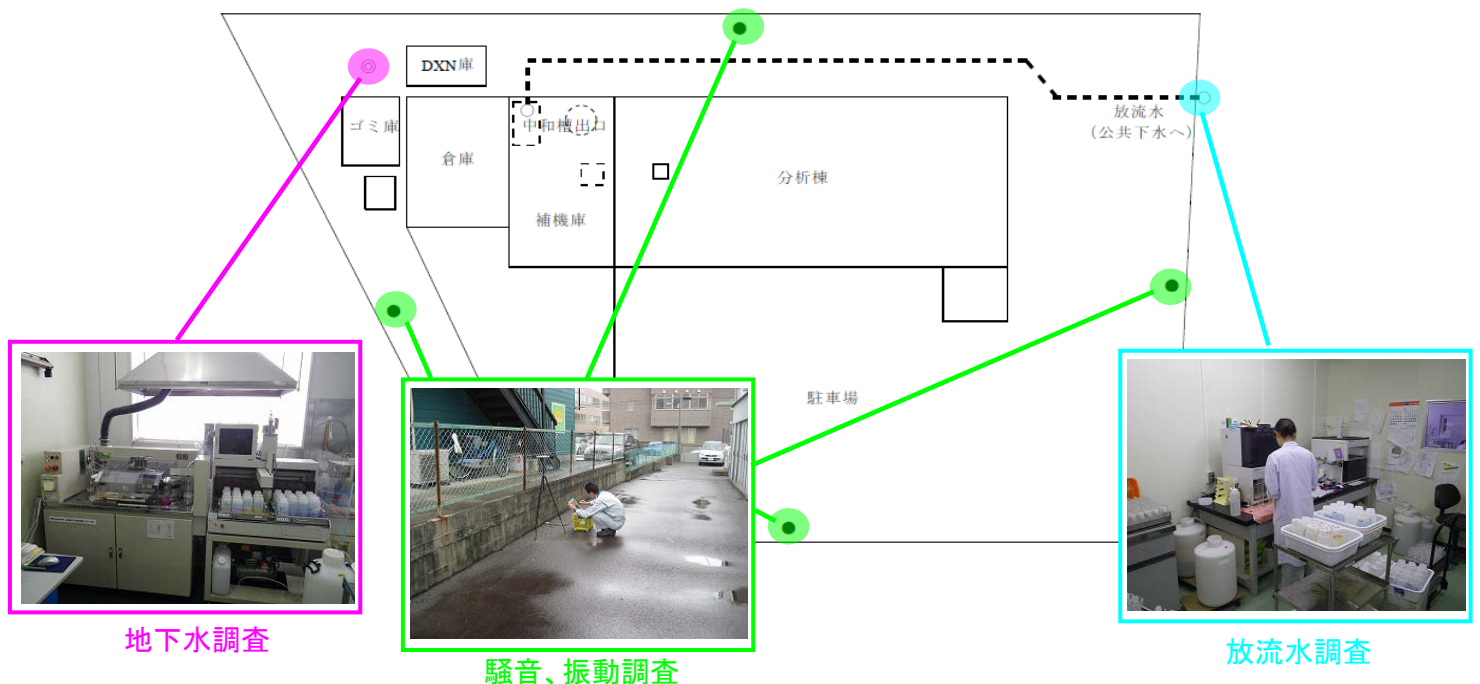 DXN庫
ゴミ庫
中和槽出口
放流水
(公共下水へ)
倉庫
分析棟
補機庫
駐車場
地下水調査
騒音、振動調査
放流水調査